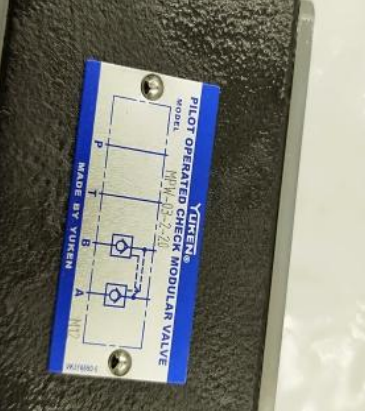 YUKEN®
PILOT OPERATED CHECK MODULAR VALVE
MODEL
MPW-03-2-20
P
T
B
A
MADE BY YUKEN